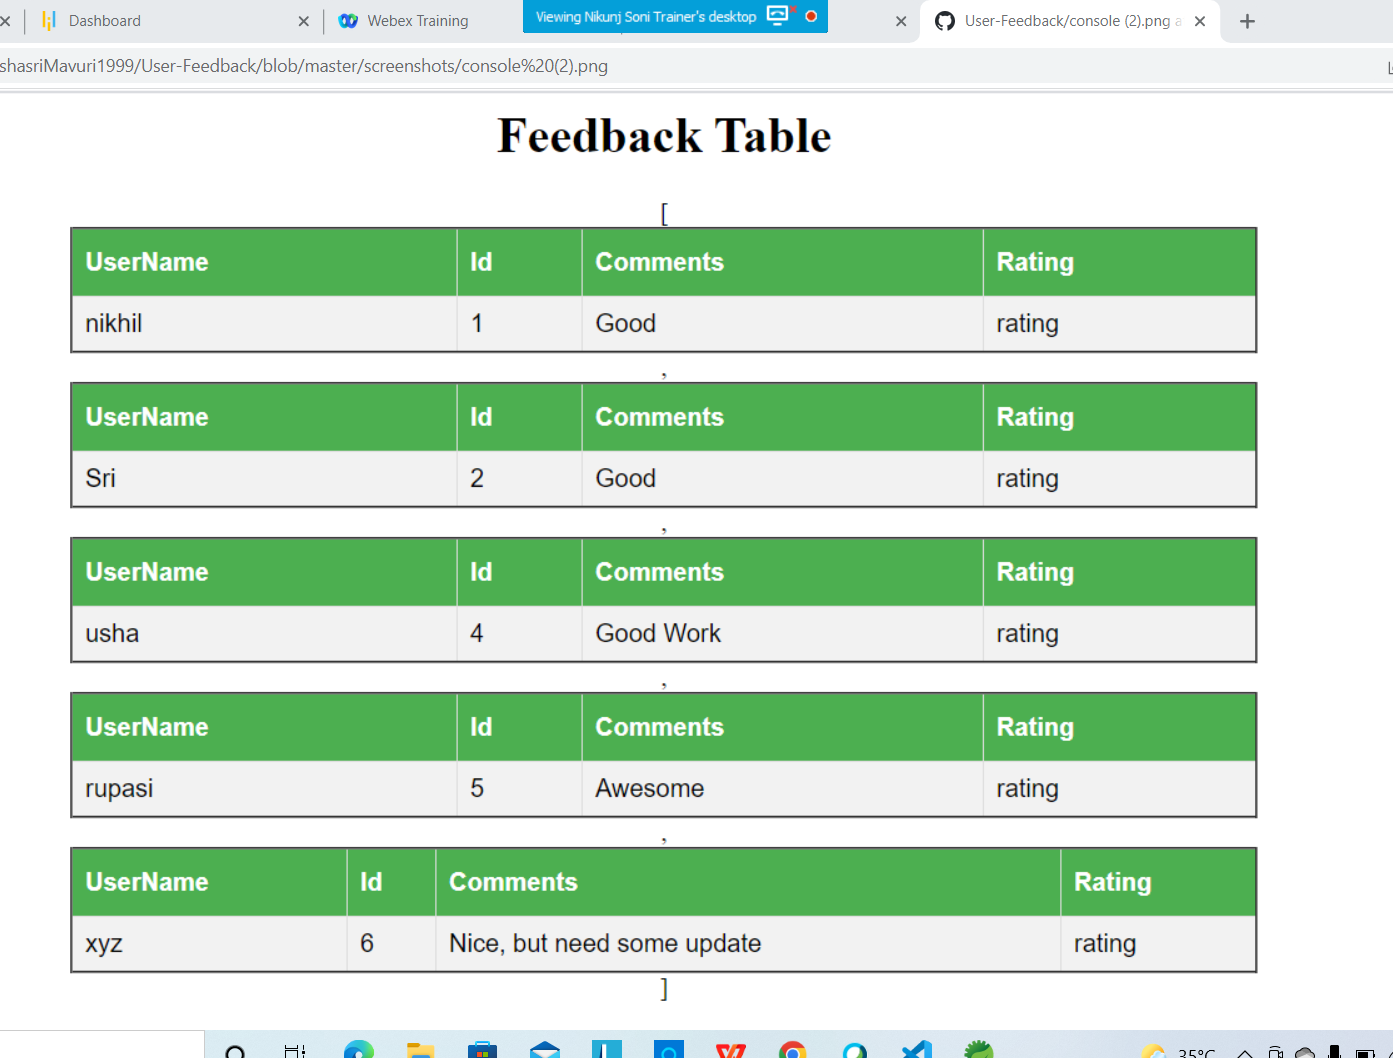 Dashboard
Webex Training
Viewing Nikunj Soni Trainer's desktop
User-Feedback/console (2).png
shasriMavuri1999/User-Feedback/blob/master/screenshots/console%20(2).png
Feedback Table
[
UserName Id Comments Rating
nikhil 1 Good rating
,
UserName Id Comments Rating
Sri 2 Good rating
,
UserName Id Comments Rating
usha 4 Good Work rating
,
UserName Id Comments Rating
rupasi 5 Awesome rating
,
UserName Id Comments Rating
xyz 6 Nice, but need some update rating
]
35°C